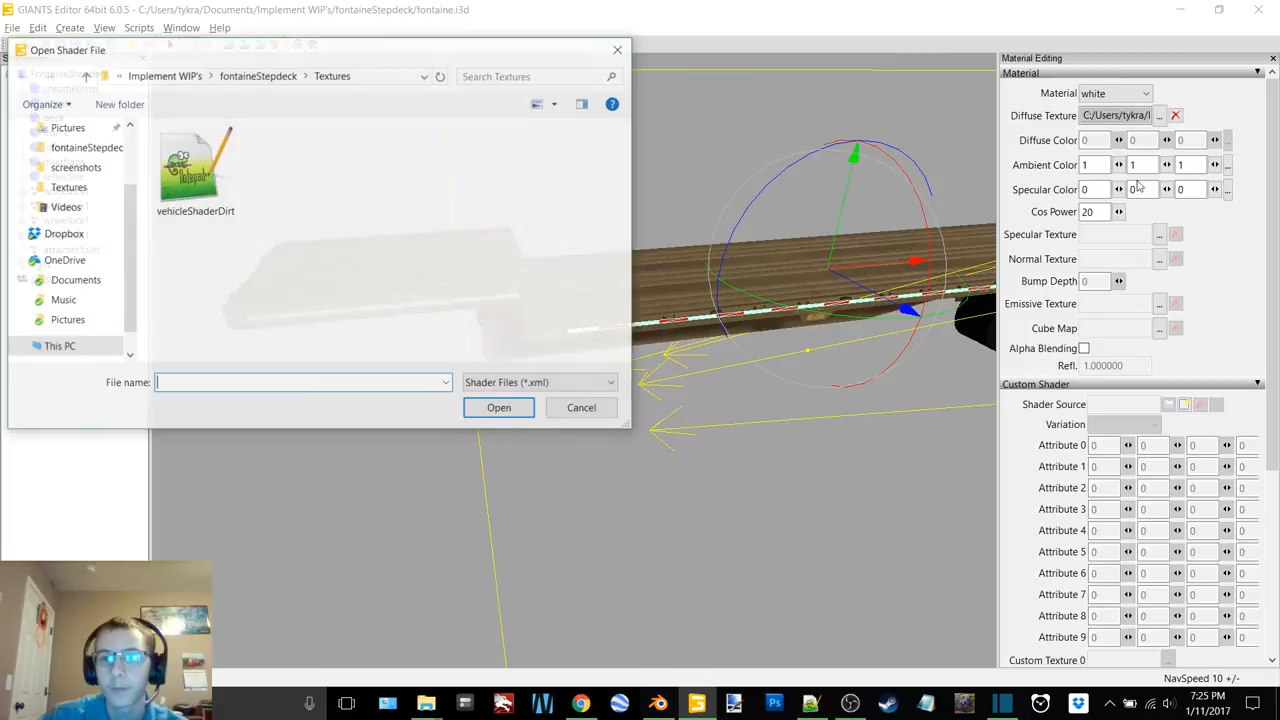 GIANTS Editor 64bit 6.0.5 - C:/Users/tykra/Documents/Implement WIP's/fontaineStepdeck/fontaine.i3d
File Edit Create View Scripts Window Help
Open Shader File
« Implement WIP's > fontaineStepdeck > Textures
Search Textures
Organize New folder
Pictures
fontaineStepdec
screenshots
Textures
Videos
Dropbox
OneDrive
Documents
Music
Pictures
This PC
vehicleShaderDirt
File name:
Shader Files (*.xml)
Open Cancel
Material Editing
Material
Material white
Diffuse Texture C:/Users/tykra/I ...
Diffuse Color 0 0 0 ...
Ambient Color 1 1 1 ...
Specular Color 0 0 0 ...
Cos Power 20
Specular Texture ...
Normal Texture ...
Bump Depth 0
Emissive Texture ...
Cube Map ...
Alpha Blending
Refl. 1.000000
Custom Shader
Shader Source
Variation
Attribute 0 0 0 0 0
Attribute 1 0 0 0 0
Attribute 2 0 0 0 0
Attribute 3 0 0 0 0
Attribute 4 0 0 0 0
Attribute 5 0 0 0 0
Attribute 6 0 0 0 0
Attribute 7 0 0 0 0
Attribute 8 0 0 0 0
Attribute 9 0 0 0 0
Custom Texture 0 ...
NavSpeed 10 +/-
7:25 PM
1/11/2017